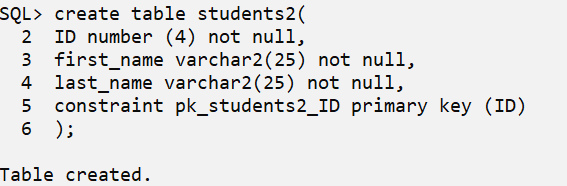 SQL> create table students2(
  2  ID number (4) not null,
  3  first_name varchar2(25) not null,
  4  last_name varchar2(25) not null,
  5  constraint pk_students2_ID primary key (ID)
  6  );
Table created.